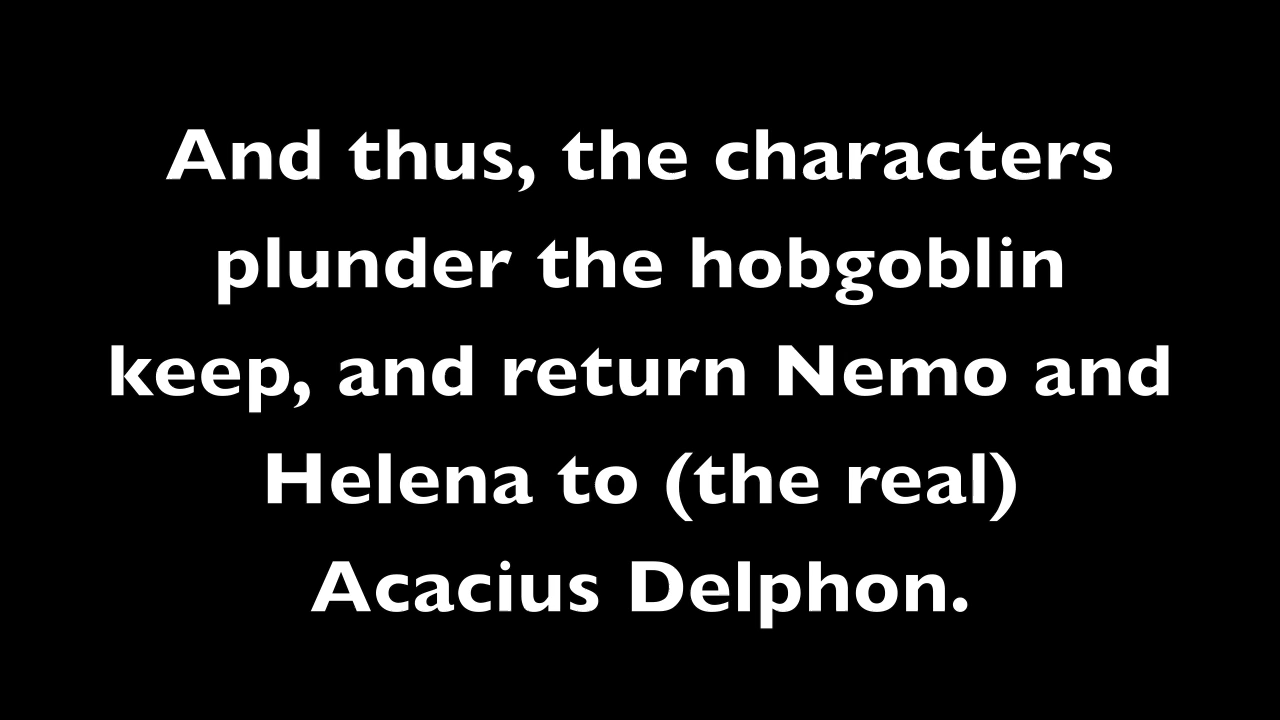 And thus, the characters
plunder the hobgoblin
keep, and return Nemo and
Helena to (the real)
Acacius Delphon.